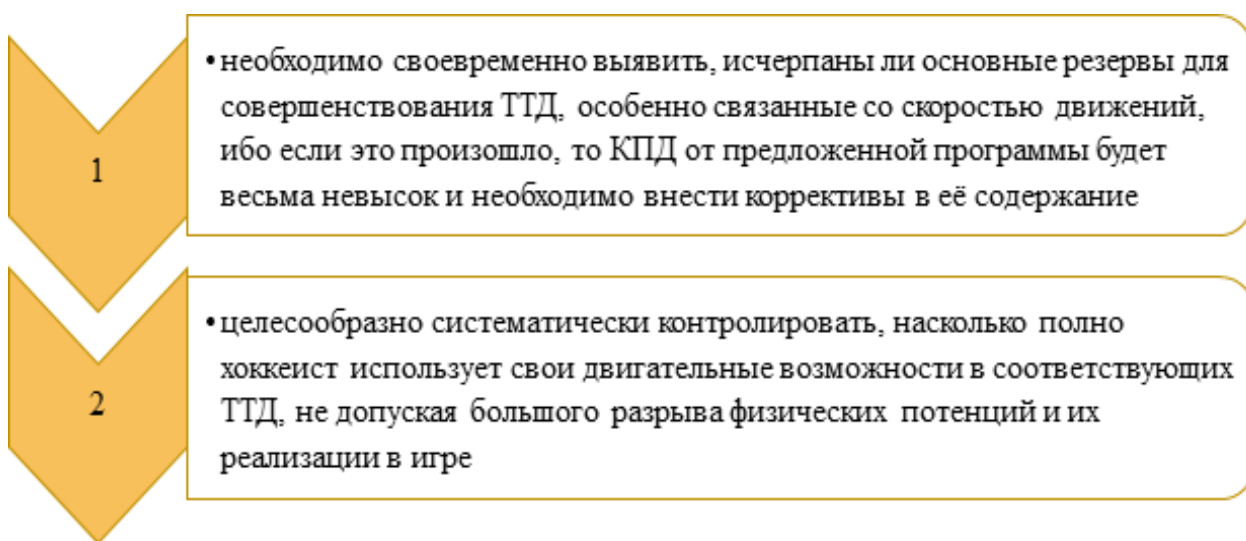 1
•необходимо своевременно выявить, исчерпаны ли основные резервы для
совершенствования ТТД, особенно связанные со скоростью движений,
ибо если это произошло, то КПД от предложенной программы будет
весьма невысок и необходимо внести коррективы в её содержание
2
•целесообразно систематически контролировать, насколько полно
хоккеист использует свои двигательные возможности в соответствующих
ТТД, не допуская большого разрыва физических потенций и их
реализации в игре